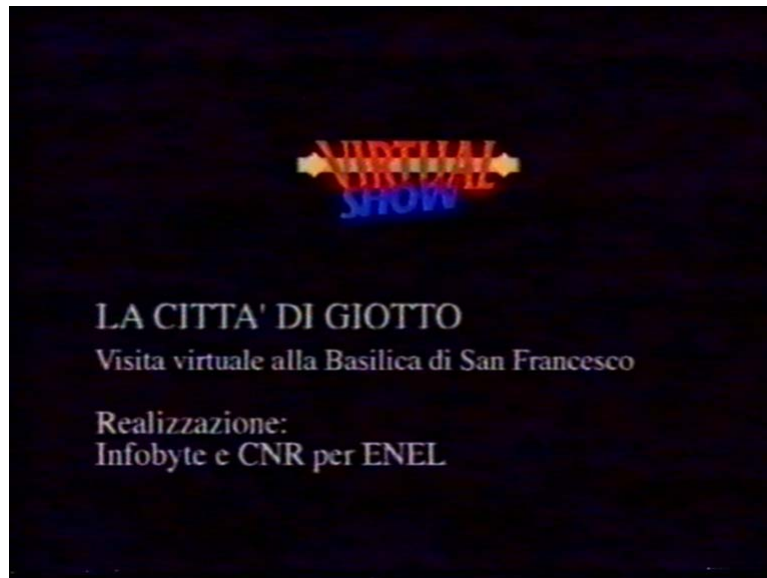 VIRTUAL
SHOW
LA CITTA' DI GIOTTO
Visita virtuale alla Basilica di San Francesco
Realizzazione:
Infobyte e CNR per ENEL